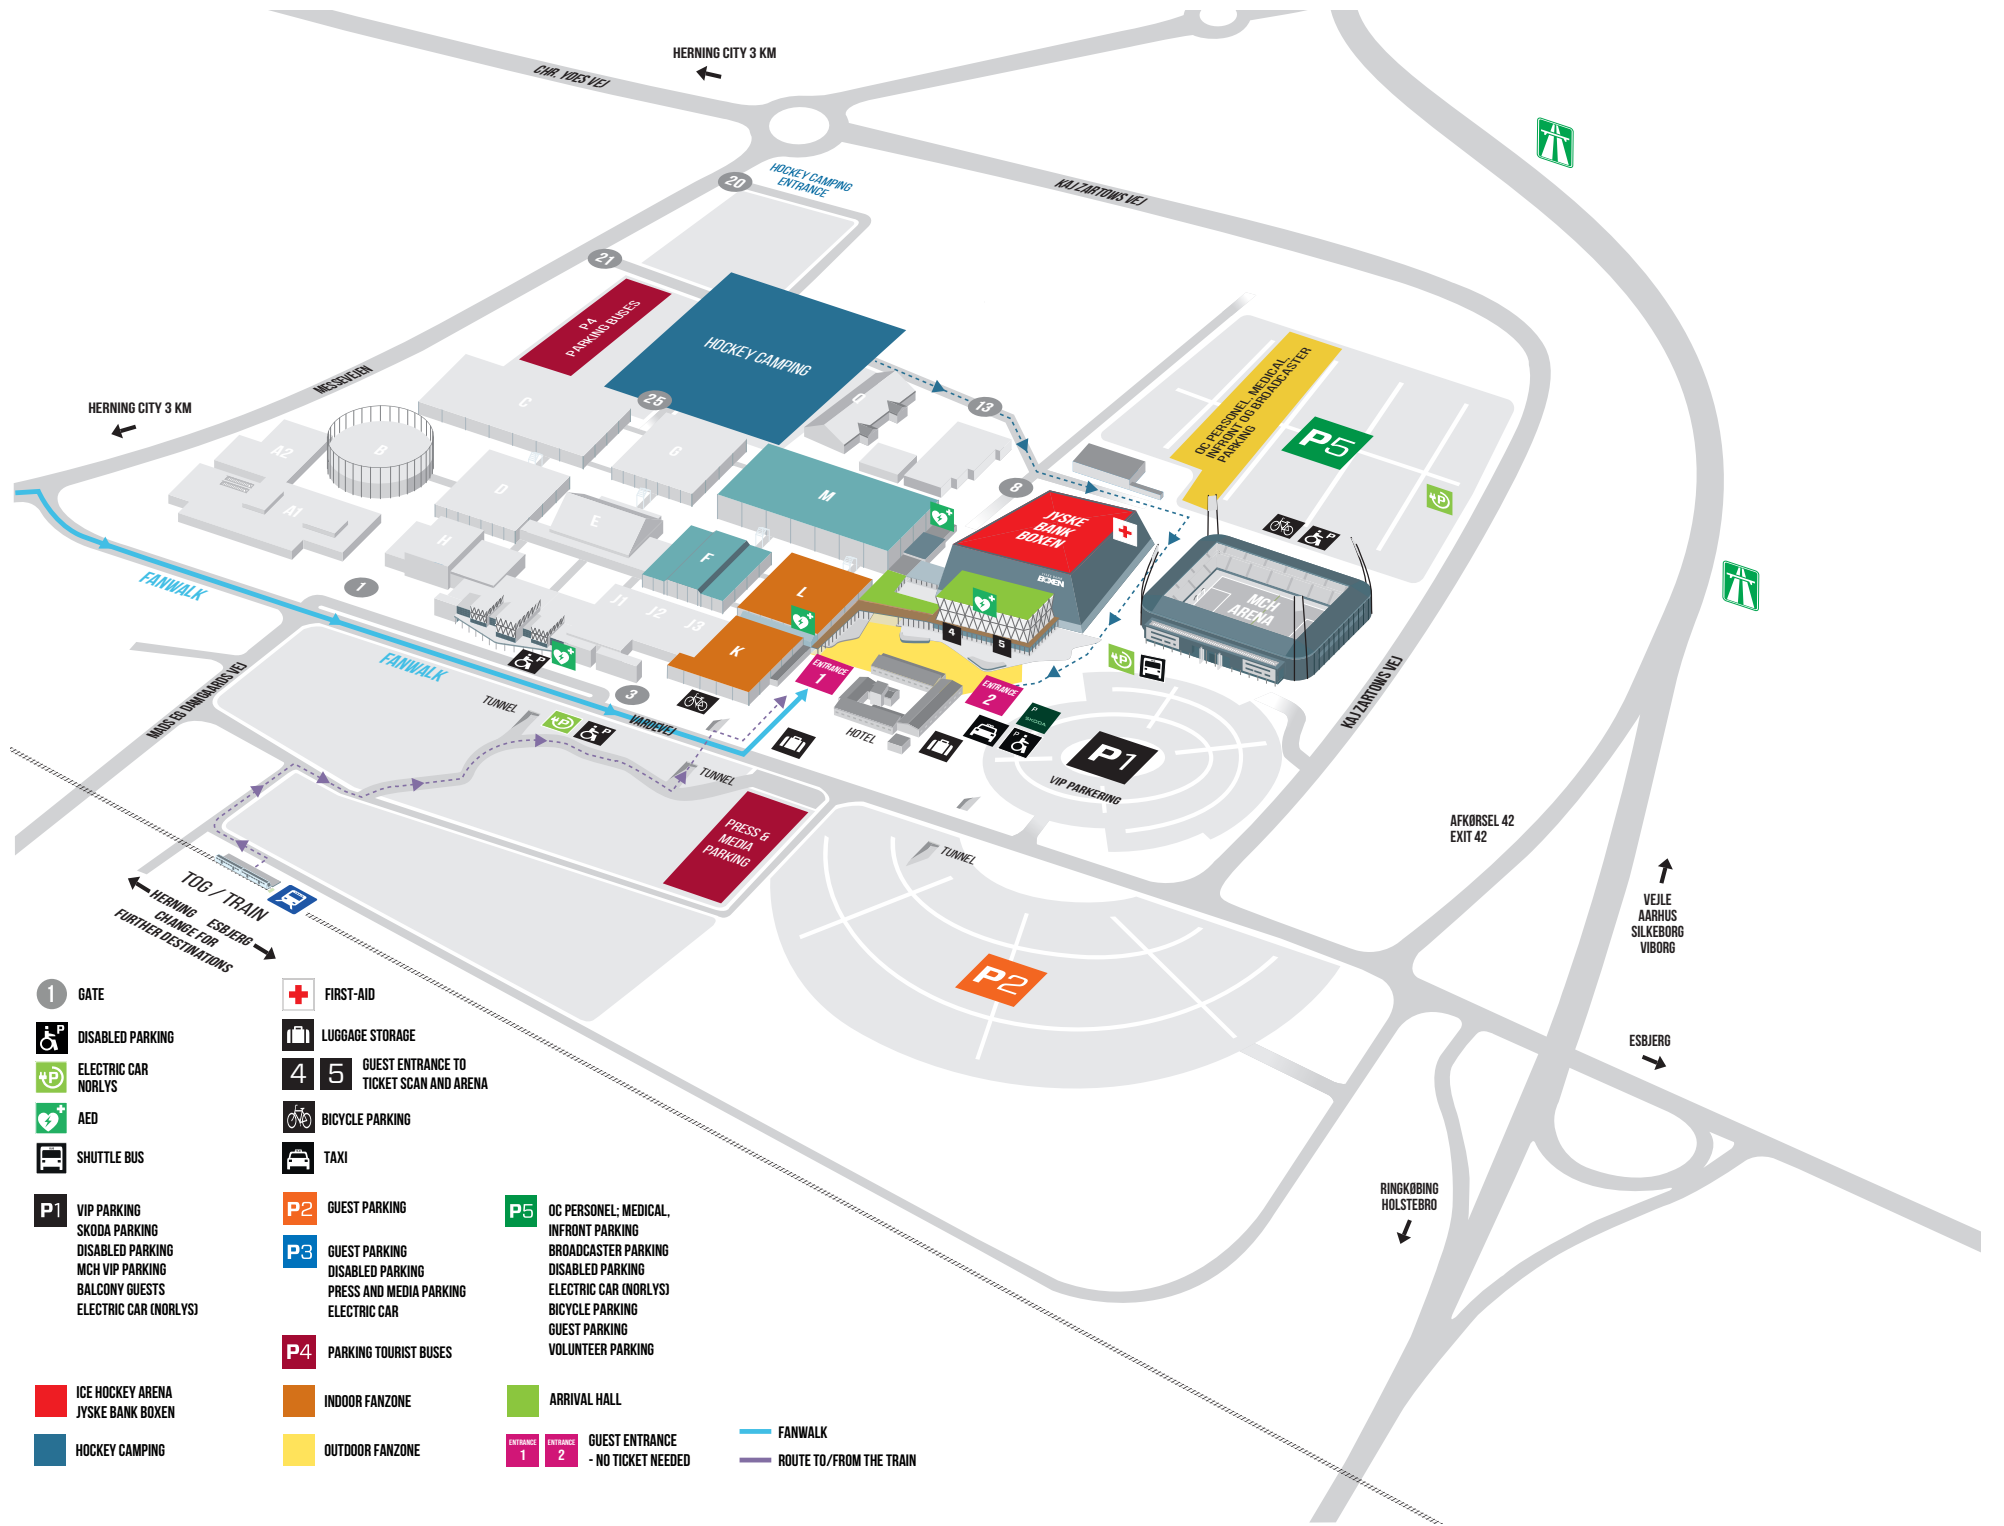 HERNING CITY 3 KM
CHR. YDES VEJ
HOCKEY CAMPING
ENTRANCE
20
KAJ ZARTOWS VEJ
21
P4
PARKING BUSES
HOCKEY CAMPING
MESSEVEJEN
HERNING CITY 3 KM
C
25
13
OC PERSONEL, MEDICAL,
INFRONT OG BROADCASTER
PARKING
P5
P
A2
B
G
D
M
8
A1
E
H
F
JYSKE
BANK
BOXEN
BOXEN
1
FANWALK
L
J1
J2
J3
K
4
5
MCH
ARENA
P
FANWALK
P
3
ENTRANCE
1
ENTRANCE
2
P
SKODA
P
TUNNEL
P
P
VARDEVEJ
HOTEL
P1
VIP PARKERING
KAJ ZARTOWS VEJ
MADS EG DAMGAARDS VEJ
TUNNEL
PRESS &
MEDIA
PARKING
TUNNEL
P2
AFKØRSEL 42
EXIT 42
TOG / TRAIN
HERNING
ESBJERG
CHANGE FOR
FURTHER DESTINATIONS
VEJLE
AARHUS
SILKEBORG
VIBORG
ESBJERG
RINGKØBING
HOLSTEBRO
1
GATE
P
DISABLED PARKING
P
ELECTRIC CAR
NORLYS
AED
SHUTTLE BUS
P1
VIP PARKING
SKODA PARKING
DISABLED PARKING
MCH VIP PARKING
BALCONY GUESTS
ELECTRIC CAR (NORLYS)
ICE HOCKEY ARENA
JYSKE BANK BOXEN
HOCKEY CAMPING
FIRST-AID
LUGGAGE STORAGE
4 5
GUEST ENTRANCE TO
TICKET SCAN AND ARENA
BICYCLE PARKING
TAXI
P2
GUEST PARKING
P3
GUEST PARKING
DISABLED PARKING
PRESS AND MEDIA PARKING
ELECTRIC CAR
P4
PARKING TOURIST BUSES
INDOOR FANZONE
OUTDOOR FANZONE
P5
OC PERSONEL; MEDICAL,
INFRONT PARKING
BROADCASTER PARKING
DISABLED PARKING
ELECTRIC CAR (NORLYS)
BICYCLE PARKING
GUEST PARKING
VOLUNTEER PARKING
ARRIVAL HALL
ENTRANCE
1
ENTRANCE
2
GUEST ENTRANCE
- NO TICKET NEEDED
FANWALK
ROUTE TO/FROM THE TRAIN